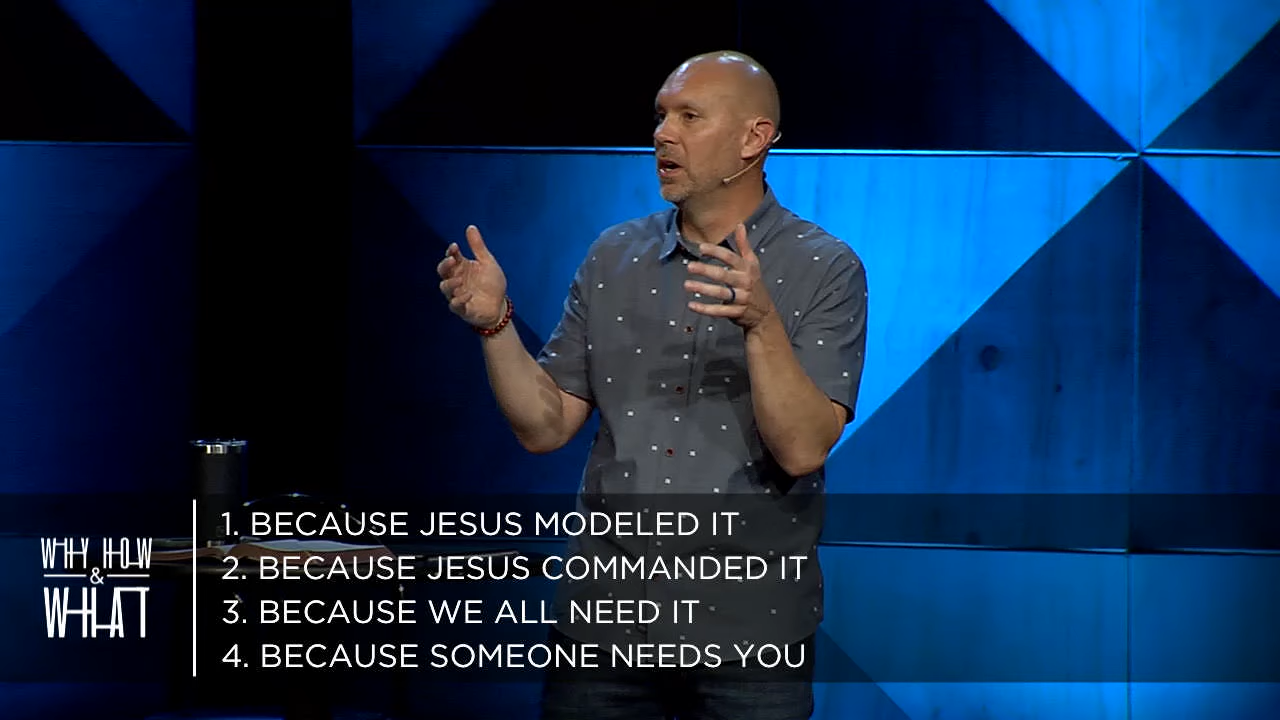 WHY HOW
&
WHAT
1. BECAUSE JESUS MODELED IT
2. BECAUSE JESUS COMMANDED IT
3. BECAUSE WE ALL NEED IT
4. BECAUSE SOMEONE NEEDS YOU